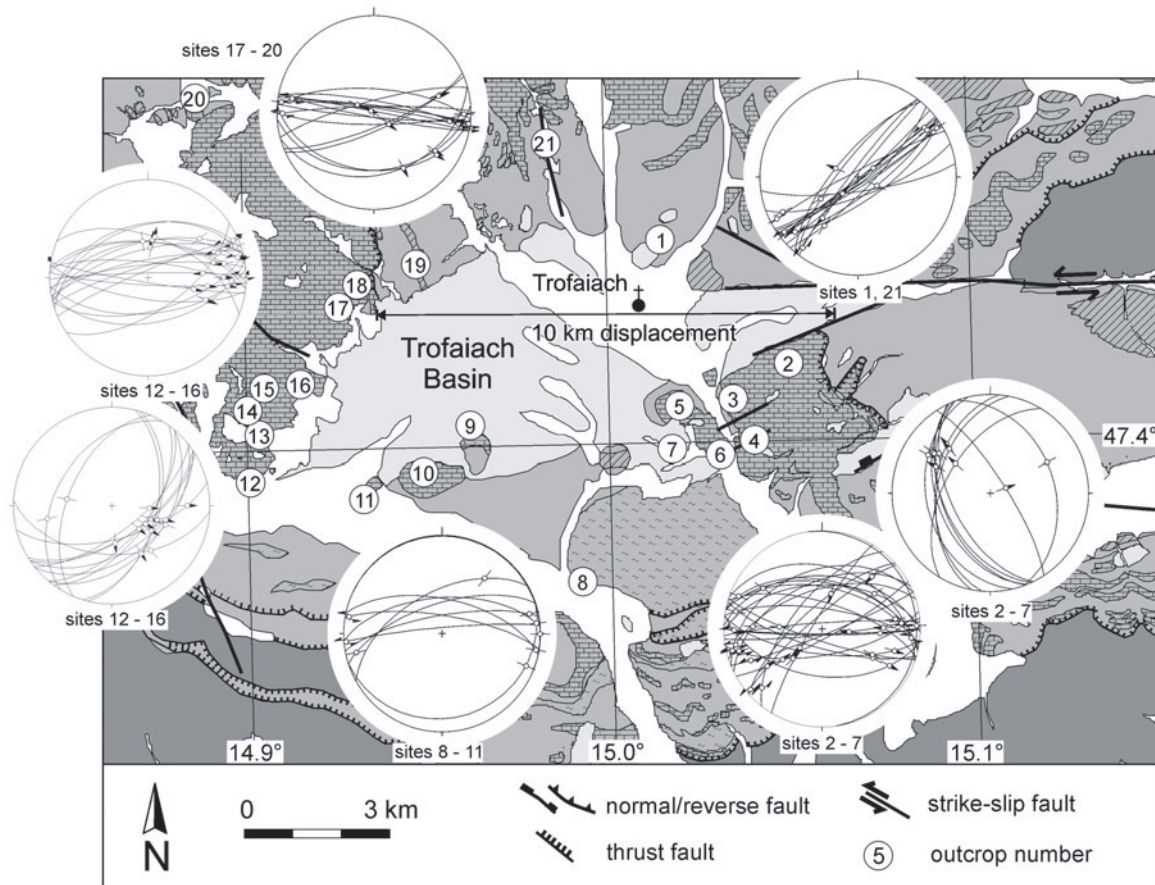 sites 17 - 20
20
21
1
Trofaiach
sites 1, 21
19
18
17
10 km displacement
Trofaiach
Basin
2
sites 12 - 16
15
16
14
13
3
5
4
9
7
6
47.4°
10
12
11
8
sites 12 - 16
sites 2 - 7
14.9°
sites 8 - 11
15.0°
sites 2 - 7
15.1°
N
0 3 km
normal/reverse fault
thrust fault
strike-slip fault
5 outcrop number